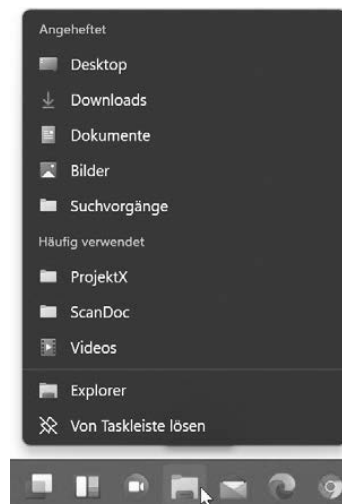 Angeheftet
Desktop
Downloads
Dokumente
Bilder
Suchvorgänge
Häufig verwendet
ProjektX
ScanDoc
Videos
Explorer
Von Taskleiste lösen